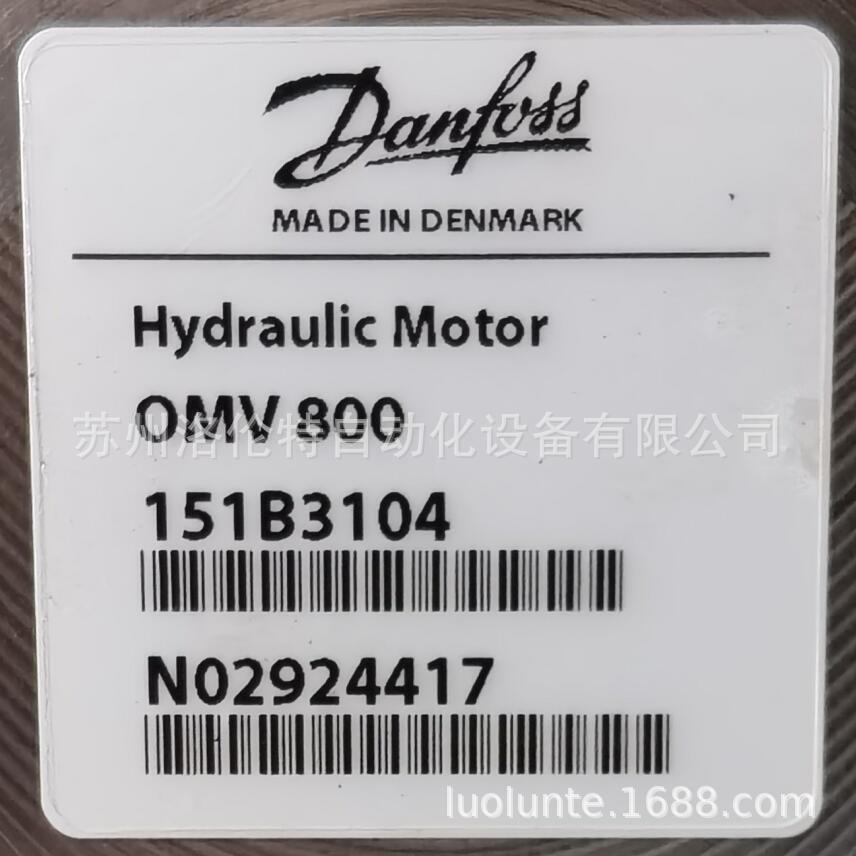 Danfoss
MADE IN DENMARK
Hydraulic Motor
OMV 800
苏州洛伦特自动化设备有限公司
151B3104
N02924417
luolunte.1688.com